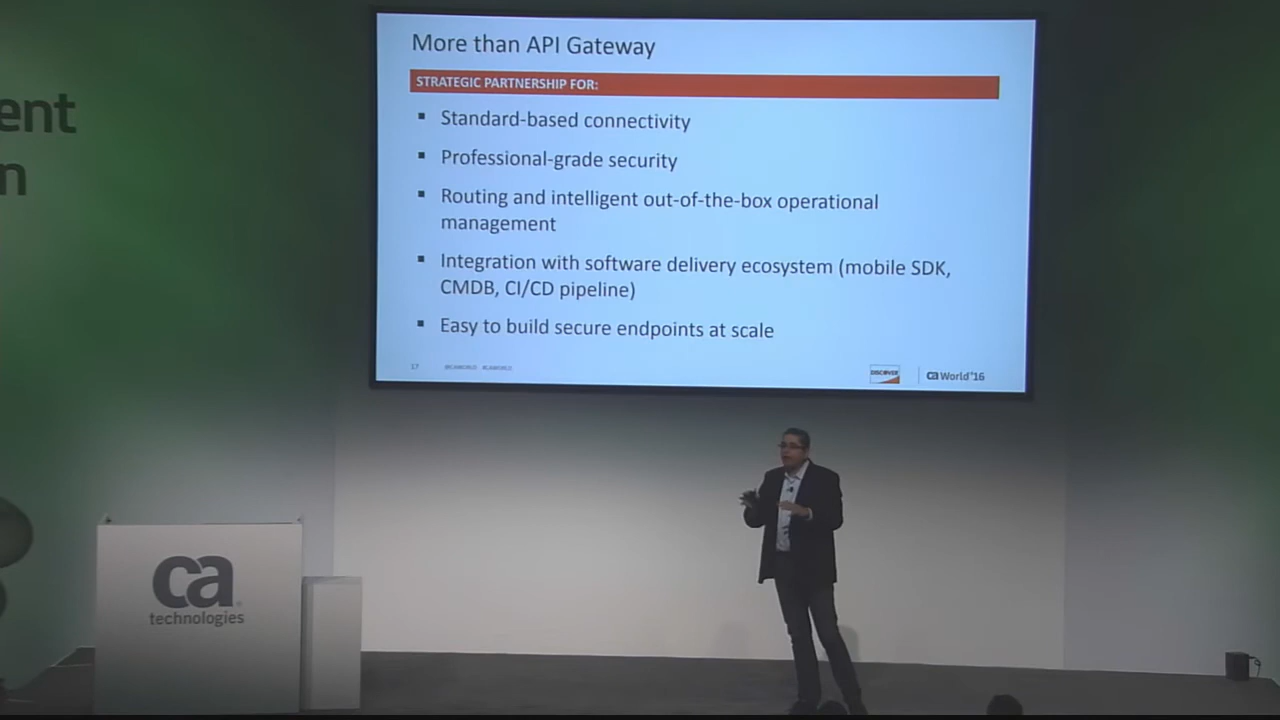 ent
n
More than API Gateway
STRATEGIC PARTNERSHIP FOR:
▪ Standard-based connectivity
▪ Professional-grade security
▪ Routing and intelligent out-of-the-box operational
management
▪ Integration with software delivery ecosystem (mobile SDK,
CMDB, CI/CD pipeline)
▪ Easy to build secure endpoints at scale
17
DISCOVER
ca World'16
ca
technologies